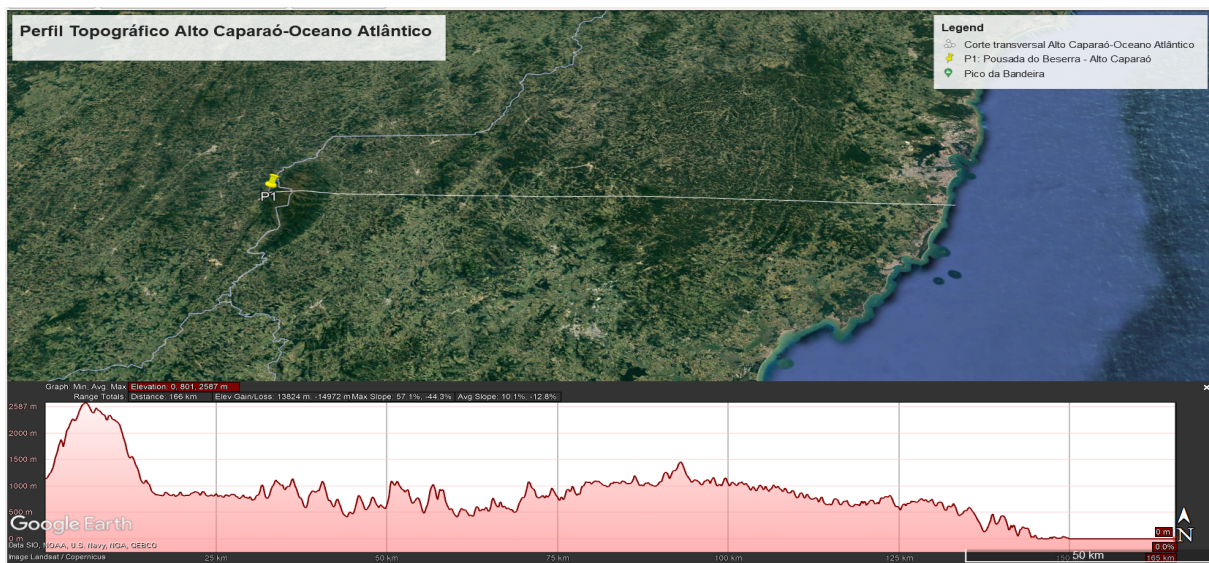 Perfil Topográfico Alto Caparaó-Oceano Atlântico
Legend
Corte transversal Alto Caparaó-Oceano Atlântico
P1: Pousada do Beserra - Alto Caparaó
Pico da Bandeira
P1
Graph: Min, Avg, Max Elevation: 0, 801, 2587 m
Range Totals: Distance: 166 km Elev Gain/Loss: 13824 m, -14972 m Max Slope: 57.1%, -44.3% Avg Slope: 10.1%, -12.8%
2587 m
2000 m
1500 m
1000 m
500 m
Google Earth
0 m
0 m
N
Data SIO, NOAA, U.S. Navy, NGA, GEBCO
0.0%
Image Landsat / Copernicus
25 km
50 km
75 km
100 km
125 km
150
50 km
165 km